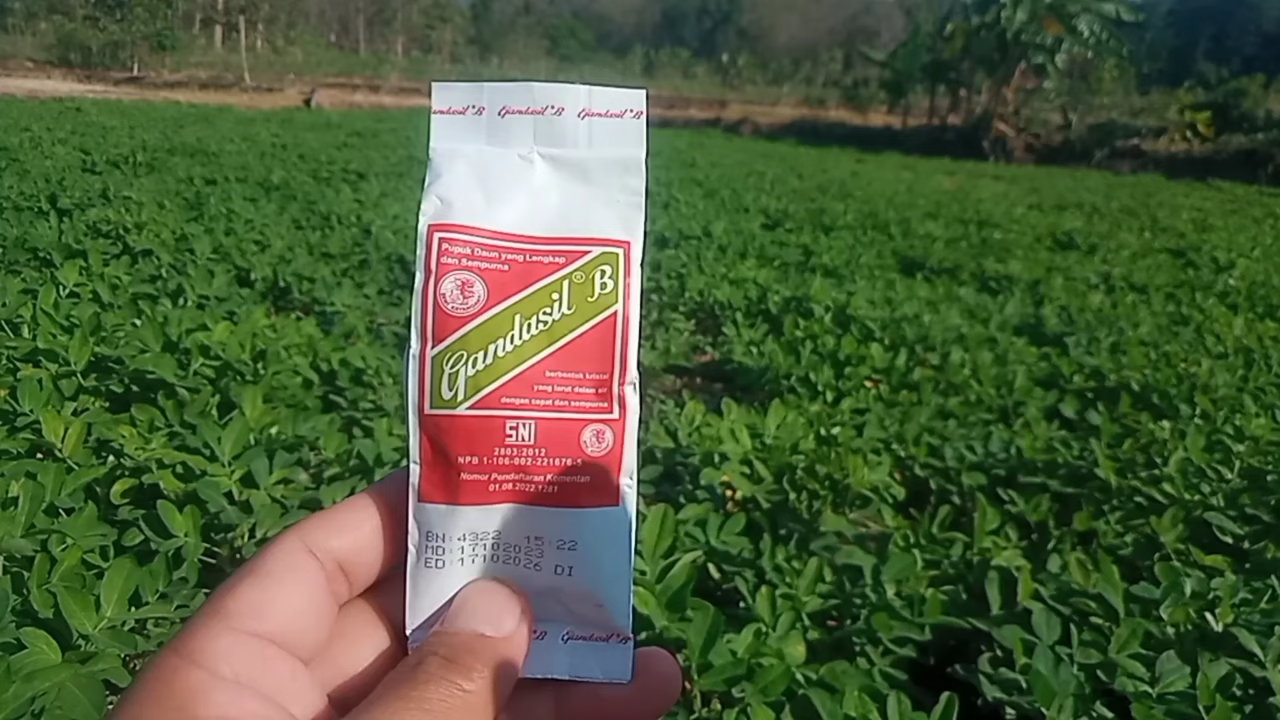 Gandasil®B Gandasil®B
Pupuk Daun yang Lengkap
dan Sempurna
Gandasil® B
berbentuk kristal
yang larut dalam air
dengan cepat dan sempurna
SNI
2803:2012
NPB 1-106-002-221676-5
Nomor Pendaftaran Kementan
01.08.2022.1281
BN:4322 15:22
MD:17102023
ED:17102026 DI
®B Gandasil®B